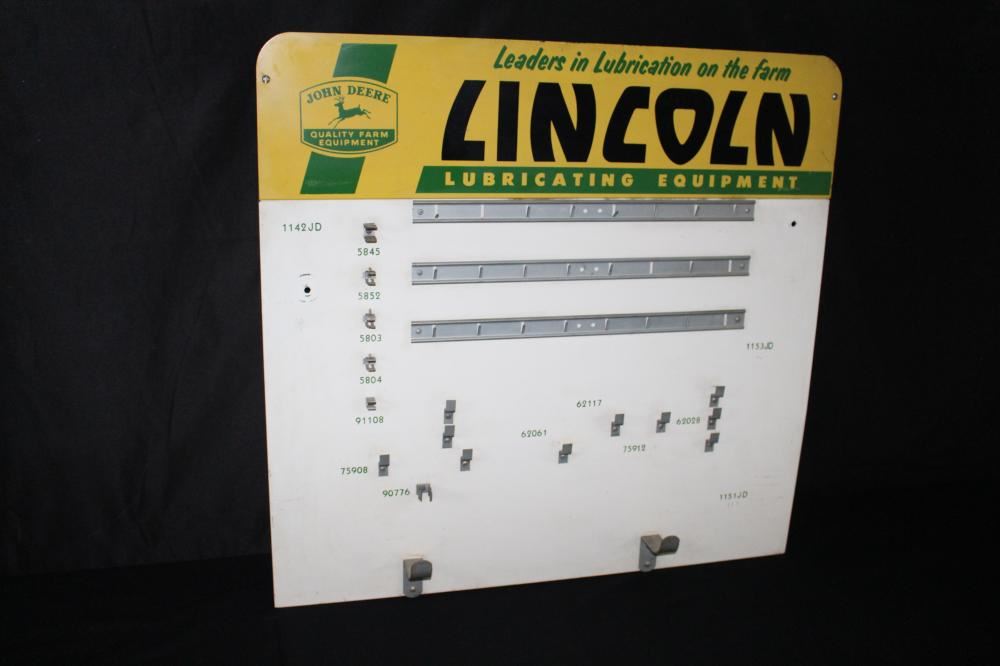 Leaders in Lubrication on the farm
JOHN DEERE
QUALITY FARM
EQUIPMENT
LINCOLN
LUBRICATING EQUIPMENT
1142JD
5845
5852
5803
1153JD
5804
91108
62117
62061
62028
75912
75908
90776
1151JD